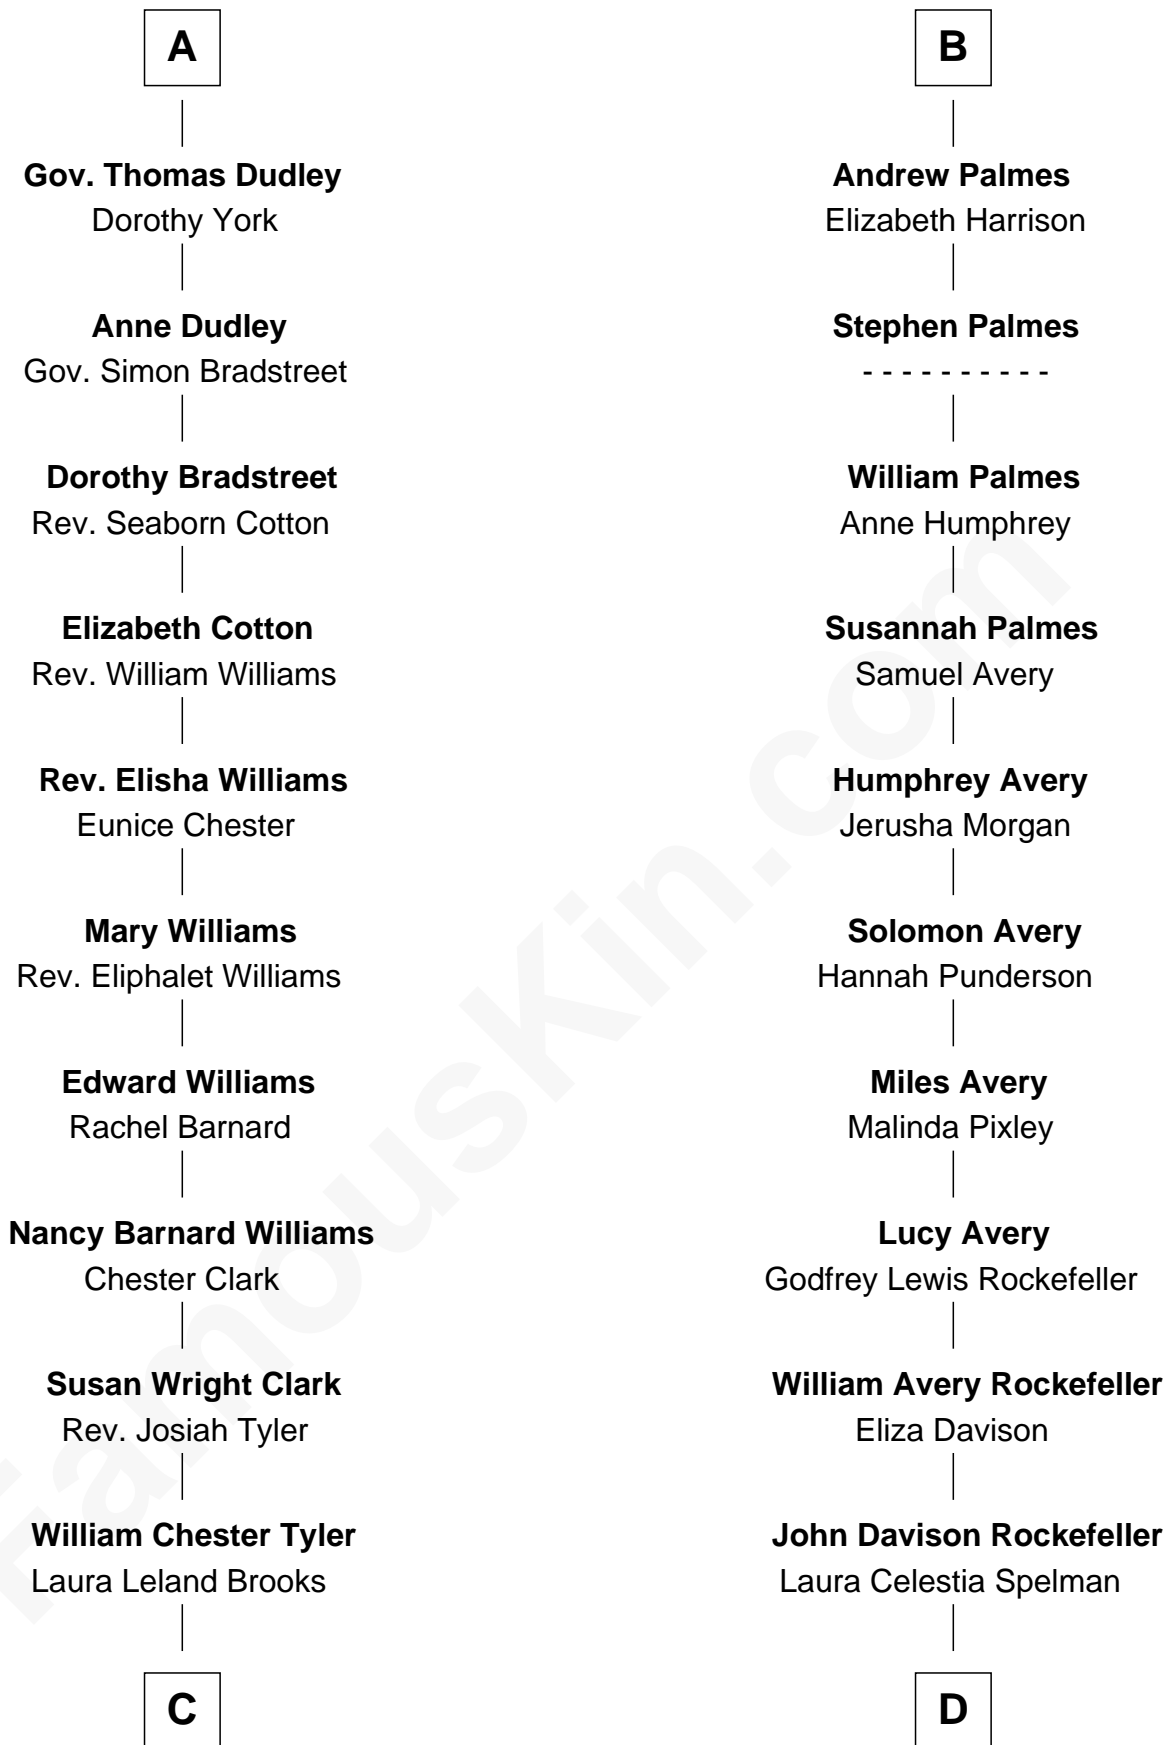 A
Gov. Thomas Dudley
Dorothy York
Anne Dudley
Gov. Simon Bradstreet
Dorothy Bradstreet
Rev. Seaborn Cotton
Elizabeth Cotton
Rev. William Williams
Rev. Elisha Williams
Eunice Chester
Mary Williams
Rev. Eliphalet Williams
Edward Williams
Rachel Barnard
Nancy Barnard Williams
Chester Clark
Susan Wright Clark
Rev. Josiah Tyler
William Chester Tyler
Laura Leland Brooks
C
B
Andrew Palmes
Elizabeth Harrison
Stephen Palmes
- - - - - - - - - -
William Palmes
Anne Humphrey
Susannah Palmes
Samuel Avery
Humphrey Avery
Jerusha Morgan
Solomon Avery
Hannah Punderson
Miles Avery
Malinda Pixley
Lucy Avery
Godfrey Lewis Rockefeller
William Avery Rockefeller
Eliza Davison
John Davison Rockefeller
Laura Celestia Spelman
D
FamousKin.com